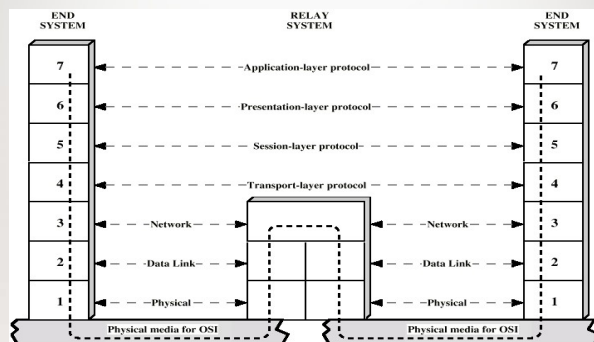 END
SYSTEM
RELAY
SYSTEM
END
SYSTEM
7 Application-layer protocol 7
6 Presentation-layer protocol 6
5 Session-layer protocol 5
4 Transport-layer protocol 4
3 Network Network 3
2 Data Link Data Link 2
1 Physical Physical 1
Physical media for OSI Physical media for OSI